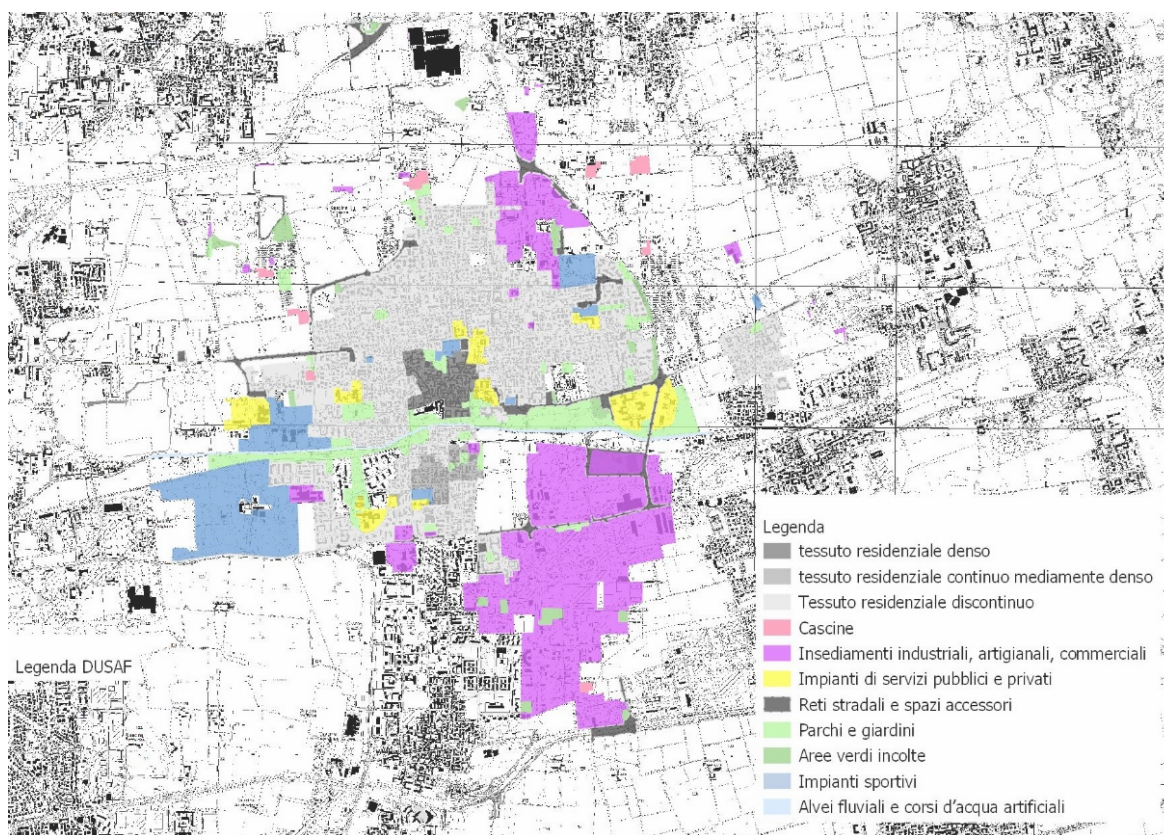 Legenda
tessuto residenziale denso
tessuto residenziale continuo mediamente denso
Tessuto residenziale discontinuo
Cascine
Insediamenti industriali, artigianali, commerciali
Impianti di servizi pubblici e privati
Reti stradali e spazi accessori
Parchi e giardini
Aree verdi incolte
Impianti sportivi
Alvei fluviali e corsi d'acqua artificiali
Legenda DUSAF